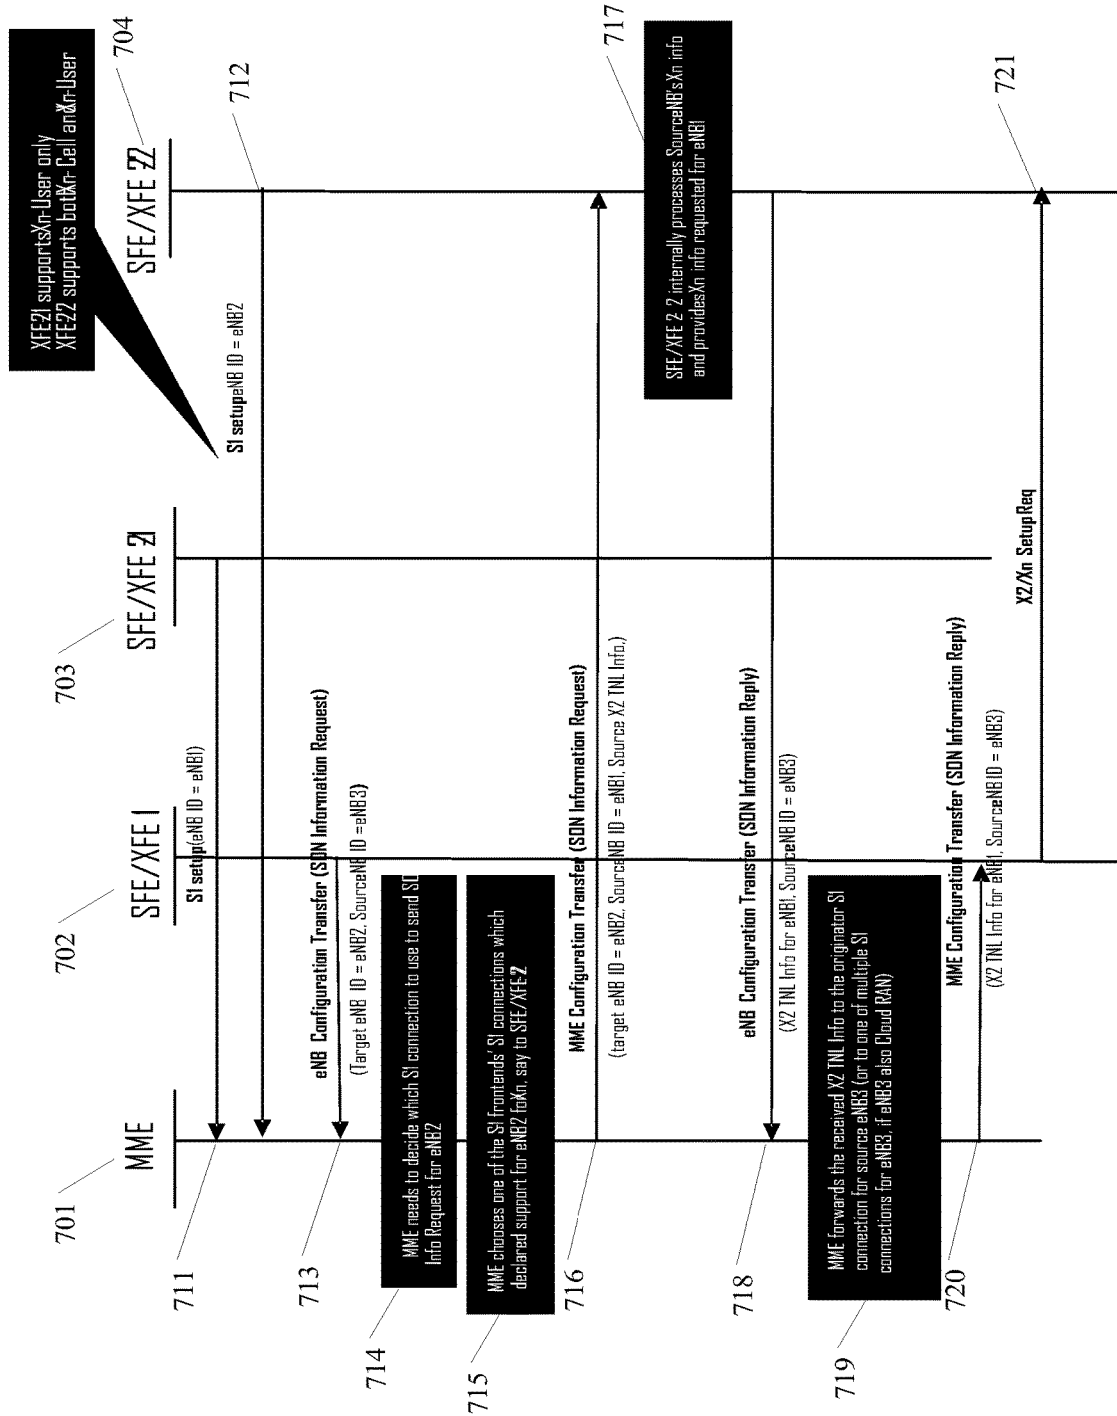 701
MME
702
SFE/XFE 1
703
SFE/XFE 21
704
SFE/XFE 22
XFE21 supportsXn-User only
XFE22 supports botXn- Cell andXn-User
711
S1 setup(eNB ID = eNB1)
712
S1 setupeNB ID = eNB2
713
eNB Configuration Transfer (SON Information Request)
(Target eNB ID = eNB2, SourceNB ID =eNB3)
714
MME needs to decide which S1 connection to use to send SO
Info Request for eNB2
715
MME chooses one of the S1 frontends' S1 connections which
declared support for eNB2 foXn, say to SFE/XFE-2
716
MME Configuration Transfer (SON Information Request)
(target eNB ID = eNB2, SourceNB ID = eNB1, Source X2 TNL Info,)
717
SFE/XFE 2 2 internally processes SourceNB'sXn info
and providesXn info requested for eNB1
718
eNB Configuration Transfer (SON Information Reply)
(X2 TNL Info for eNB1, SourceNB ID = eNB3)
719
MME forwards the received X2 TNL Info to the originator S1
connection for source eNB3 (or to one of multiple S1
connections for eNB3, if eNB3 also Cloud RAN)
720
MME Configuration Transfer (SON Information Reply)
(X2 TNL Info for eNB1, SourceNB ID = eNB3)
721
X2/Xn SetupReq